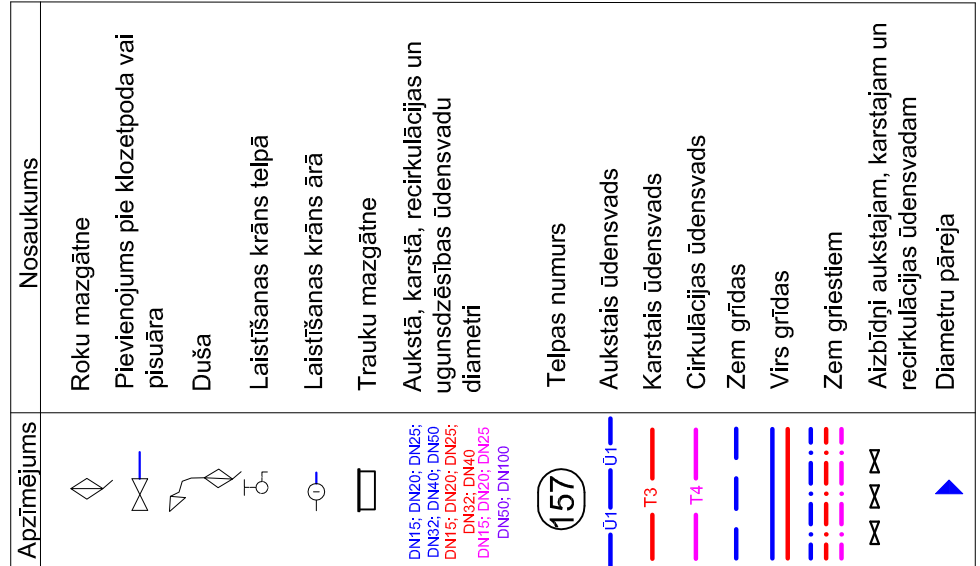 Apzīmējums Nosaukums
Roku mazgātne
Pievienojums pie klozetpoda vai
pisuāra
Duša
Laistīšanas krāns telpā
Laistīšanas krāns ārā
Trauku mazgātne
DN15; DN20; DN25;
DN32; DN40; DN50
DN15; DN20; DN25;
DN32; DN40
DN15; DN20; DN25
DN50; DN100
Aukstā, karstā, recirkulācijas un
ugunsdzēsības ūdensvadu
diametri
157 Telpas numurs
Ū1 Ū1 Aukstais ūdensvads
T3 Karstais ūdensvads
T4 Cirkulācijas ūdensvads
Zem grīdas
Virs grīdas
Zem griestiem
Aizbīdņi aukstajam, karstajam un
recirkulācijas ūdensvadam
Diametru pāreja